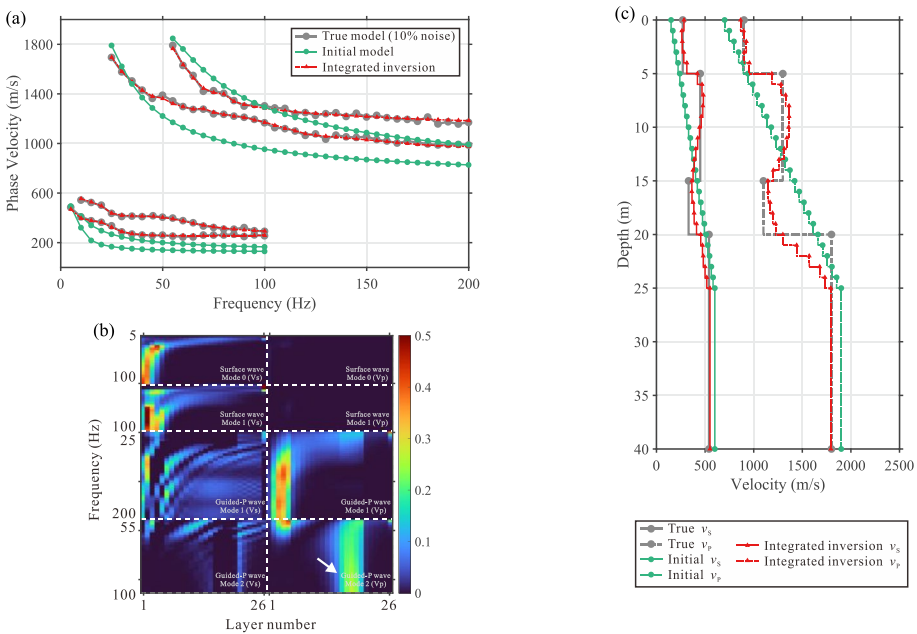 (a)
1800
1400
1000
600
200
Phase Velocity (m/s)
0
50
100
150
200
Frequency (Hz)
True model (10% noise)
Initial model
Integrated inversion
(b)
5
100
100
25
200
55
100
Frequency (Hz)
Surface wave
Mode 0 (Vs)
Surface wave
Mode 0 (Vp)
Surface wave
Mode 1 (Vs)
Surface wave
Mode 1 (Vp)
Guided-P wave
Mode 1 (Vs)
Guided-P wave
Mode 1 (Vp)
Guided-P wave
Mode 2 (Vs)
Guided-P wave
Mode 2 (Vp)
1
26
1
26
Layer number
0.5
0.4
0.3
0.2
0.1
0
(c)
0
5
10
15
20
25
30
35
40
Depth (m)
0
500
1000
1500
2000
2500
Velocity (m/s)
True vS
True vP
Initial vS
Initial vP
Integrated inversion vS
Integrated inversion vP